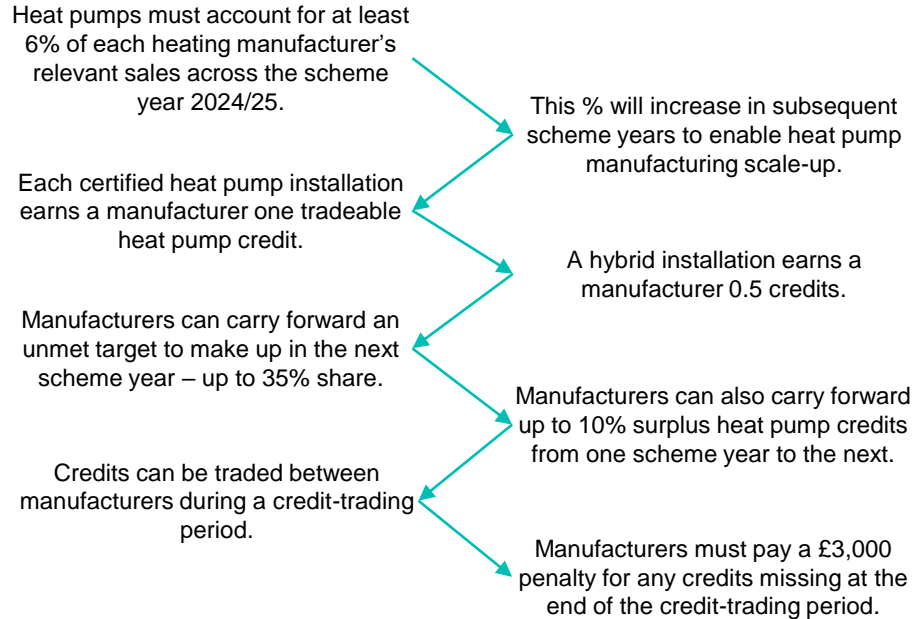 Heat pumps must account for at least
6% of each heating manufacturer's
relevant sales across the scheme
year 2024/25.
This % will increase in subsequent
scheme years to enable heat pump
manufacturing scale-up.
Each certified heat pump installation
earns a manufacturer one tradeable
heat pump credit.
A hybrid installation earns a
manufacturer 0.5 credits.
Manufacturers can carry forward an
unmet target to make up in the next
scheme year – up to 35% share.
Manufacturers can also carry forward
up to 10% surplus heat pump credits
from one scheme year to the next.
Credits can be traded between
manufacturers during a credit-trading
period.
Manufacturers must pay a £3,000
penalty for any credits missing at the
end of the credit-trading period.